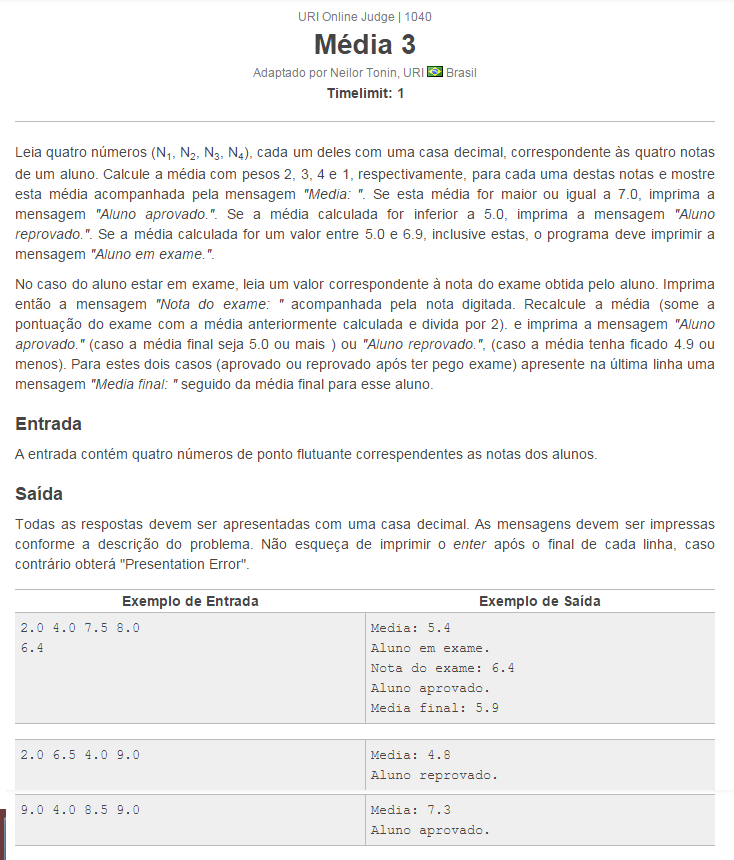 URI Online Judge | 1040
Média 3
Adaptado por Neilor Tonin, URI Brasil
Timelimit: 1
Leia quatro números (N1, N2, N3, N4), cada um deles com uma casa decimal, correspondente às quatro notas
de um aluno. Calcule a média com pesos 2, 3, 4 e 1, respectivamente, para cada uma destas notas e mostre
esta média acompanhada pela mensagem "Media: ". Se esta média for maior ou igual a 7.0, imprima a
mensagem "Aluno aprovado.". Se a média calculada for inferior a 5.0, imprima a mensagem "Aluno
reprovado.". Se a média calculada for um valor entre 5.0 e 6.9, inclusive estas, o programa deve imprimir a
mensagem "Aluno em exame.".
No caso do aluno estar em exame, leia um valor correspondente à nota do exame obtida pelo aluno. Imprima
então a mensagem "Nota do exame: " acompanhada pela nota digitada. Recalcule a média (some a
pontuação do exame com a média anteriormente calculada e divida por 2). e imprima a mensagem "Aluno
aprovado." (caso a média final seja 5.0 ou mais ) ou "Aluno reprovado.", (caso a média tenha ficado 4.9 ou
menos). Para estes dois casos (aprovado ou reprovado após ter pego exame) apresente na última linha uma
mensagem "Media final: " seguido da média final para esse aluno.
Entrada
A entrada contém quatro números de ponto flutuante correspendentes as notas dos alunos.
Saída
Todas as respostas devem ser apresentadas com uma casa decimal. As mensagens devem ser impressas
conforme a descrição do problema. Não esqueça de imprimir o enter após o final de cada linha, caso
contrário obterá "Presentation Error".
Exemplo de Entrada Exemplo de Saída
2.0 4.0 7.5 8.0 Media: 5.4
6.4 Aluno em exame.
Nota do exame: 6.4
Aluno aprovado.
Media final: 5.9
2.0 6.5 4.0 9.0 Media: 4.8
Aluno reprovado.
9.0 4.0 8.5 9.0 Media: 7.3
Aluno aprovado.